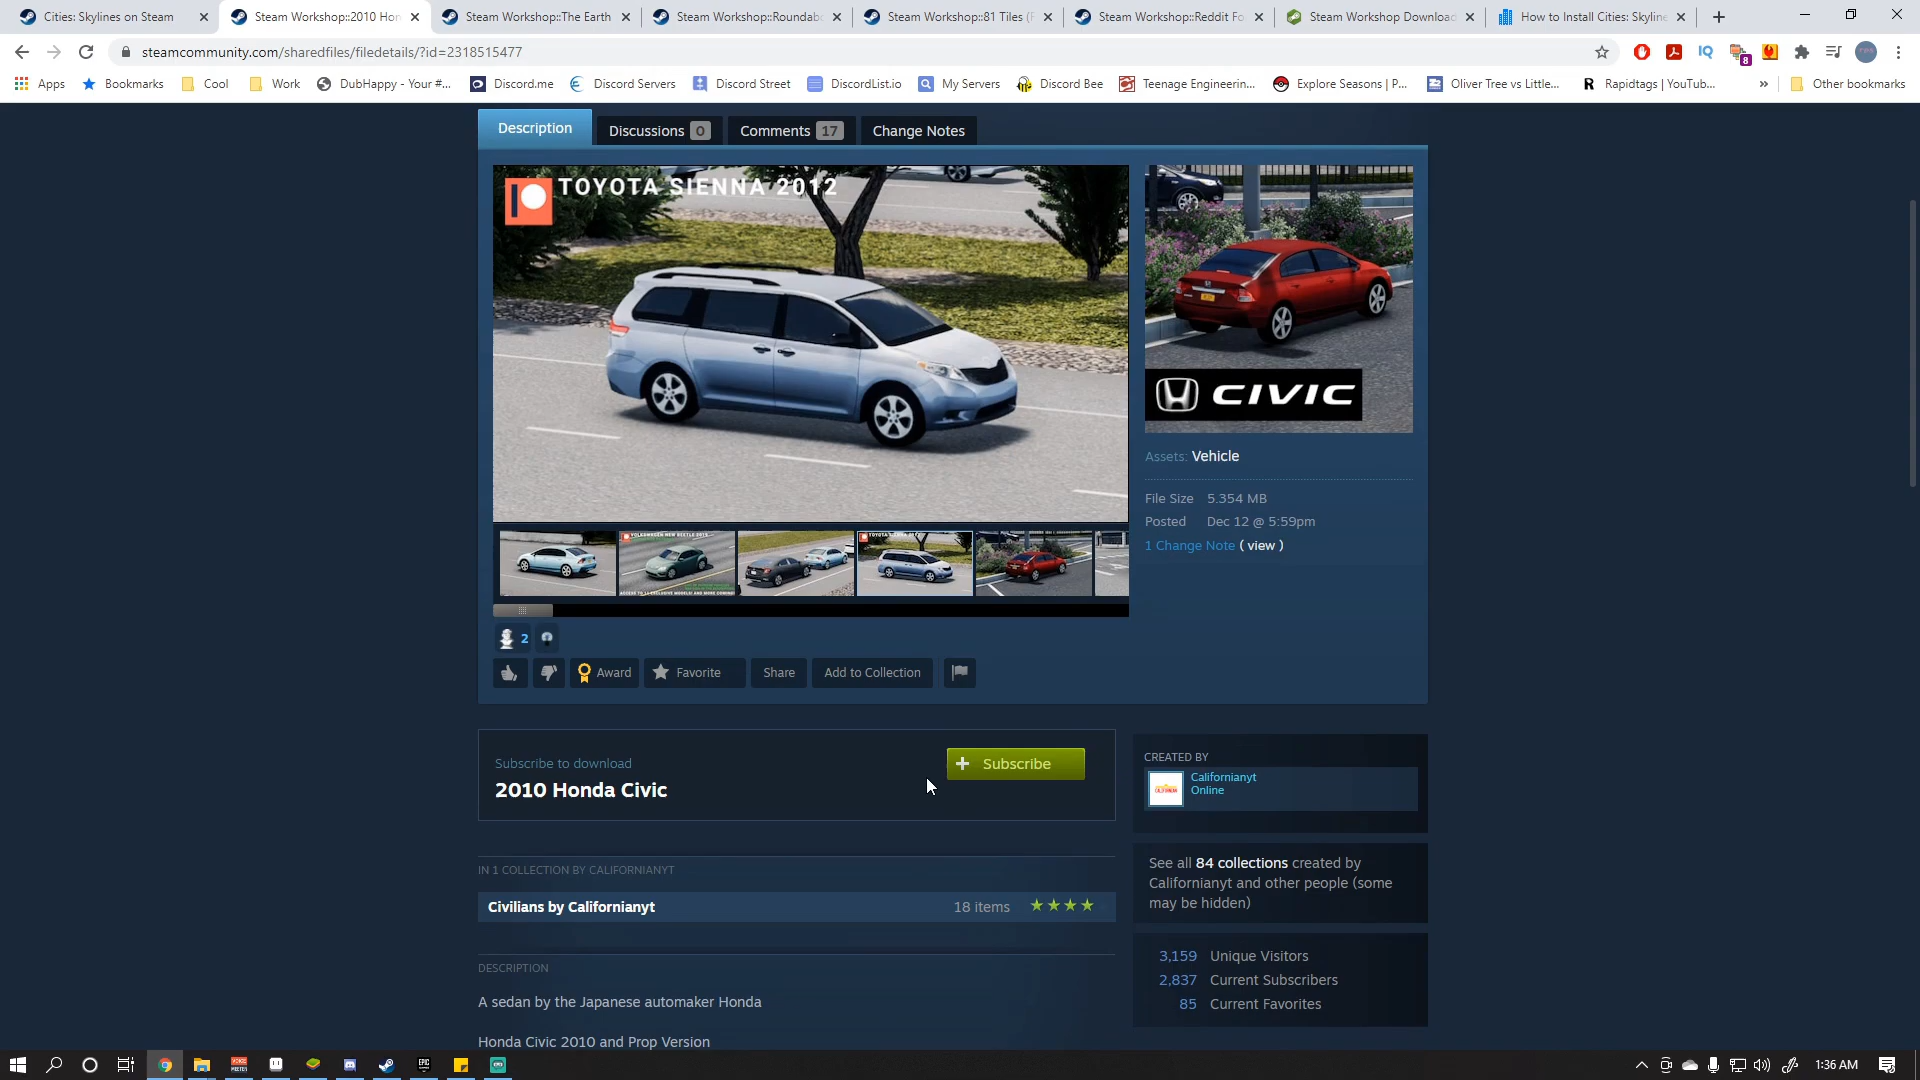 Cities: Skylines on Steam
Steam Workshop::2010 Hon
Steam Workshop::The Earth
Steam Workshop::Roundabo
Steam Workshop::81 Tiles (F
Steam Workshop::Reddit Fo
Steam Workshop Download
How to Install Cities: Skyline
steamcommunity.com/sharedfiles/filedetails/?id=2318515477
8
Apps
Bookmarks
Cool
Work
DubHappy - Your #...
Discord.me
Discord Servers
Discord Street
DiscordList.io
My Servers
Discord Bee
Teenage Engineerin...
Explore Seasons | P...
Oliver Tree vs Little...
Rapidtags | YouTub...
Other bookmarks
Description
Discussions 0
Comments 17
Change Notes
TOYOTA SIENNA 2012
CIVIC
Assets: Vehicle
File Size 5.354 MB
Posted Dec 12 @ 5:59pm
1 Change Note ( view )
2
Award
Favorite
Share
Add to Collection
Subscribe to download
2010 Honda Civic
Subscribe
CREATED BY
Californianyt
Online
IN 1 COLLECTION BY CALIFORNIANYT
Civilians by Californianyt
18 items
See all 84 collections created by
Californianyt and other people (some
may be hidden)
3,159 Unique Visitors
2,837 Current Subscribers
85 Current Favorites
DESCRIPTION
A sedan by the Japanese automaker Honda
Honda Civic 2010 and Prop Version
1:36 AM